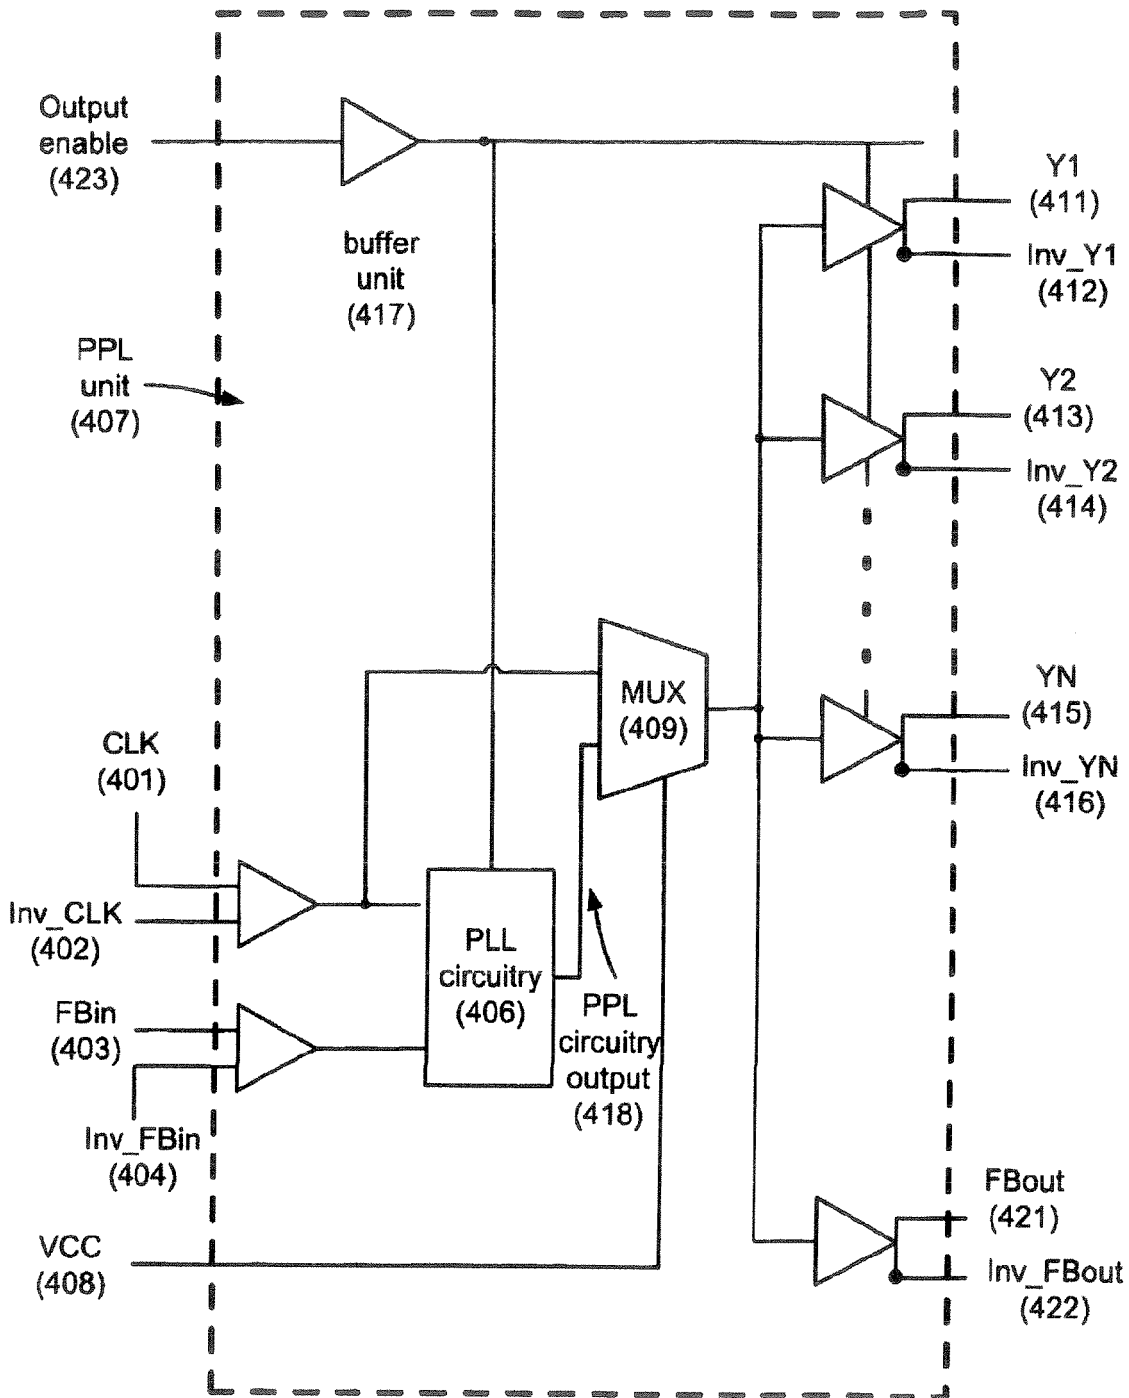 Output
enable
(423)
buffer
unit
(417)
PPL
unit
(407)
Y1
(411)
Inv_Y1
(412)
Y2
(413)
Inv_Y2
(414)
MUX
(409)
YN
(415)
Inv_YN
(416)
CLK
(401)
Inv_CLK
(402)
PLL
circuitry
(406)
FBin
(403)
Inv_FBin
(404)
PPL
circuitry
output
(418)
VCC
(408)
FBout
(421)
Inv_FBout
(422)